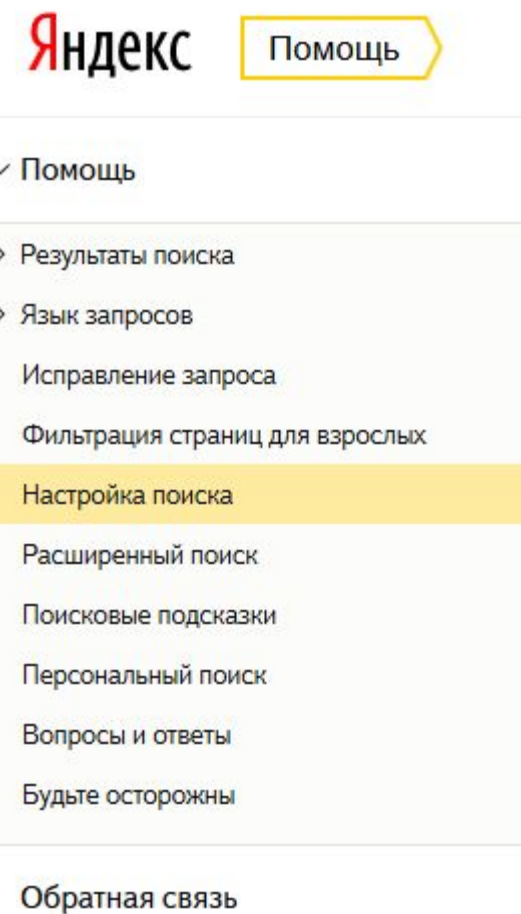 Яндекс Помощь
Помощь
Результаты поиска
Язык запросов
Исправление запроса
Фильтрация страниц для взрослых
Настройка поиска
Расширенный поиск
Поисковые подсказки
Персональный поиск
Вопросы и ответы
Будьте осторожны
Обратная связь